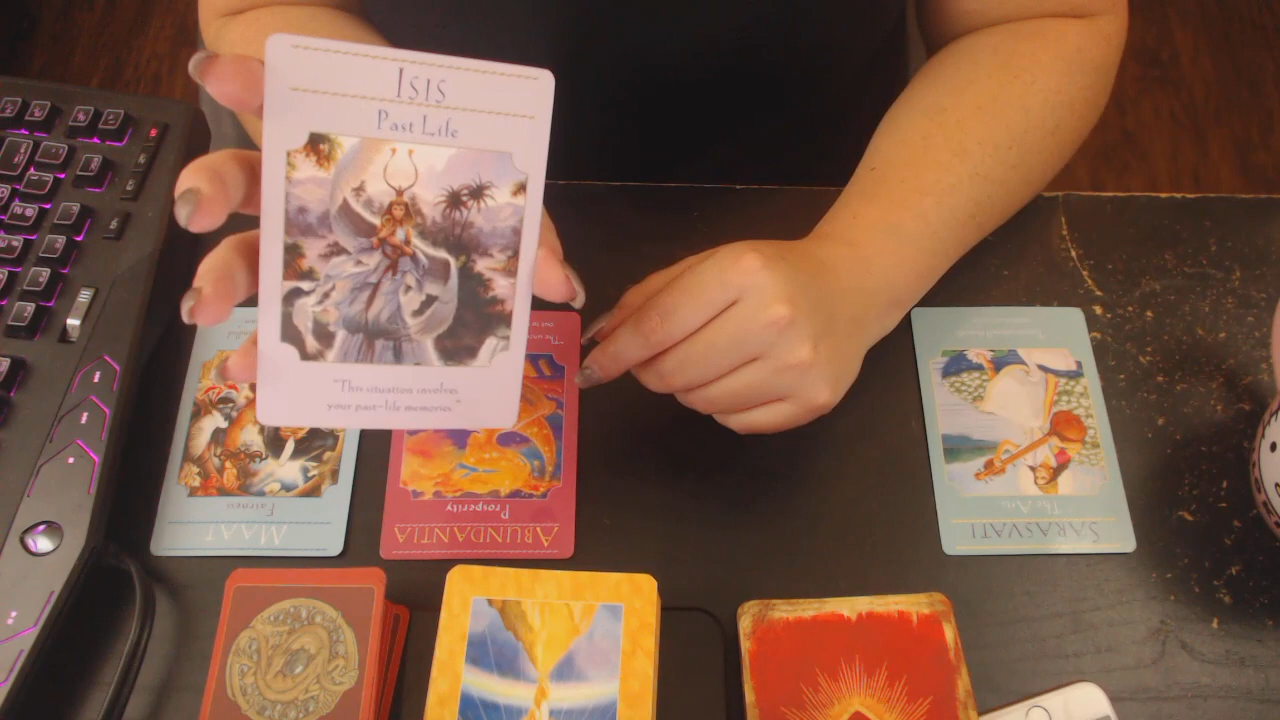 Isis
Past Life
"This situation involves
your past-life memories."
Fairness
Maat
Prosperity
Abundantia
The Arts
Sarasvati